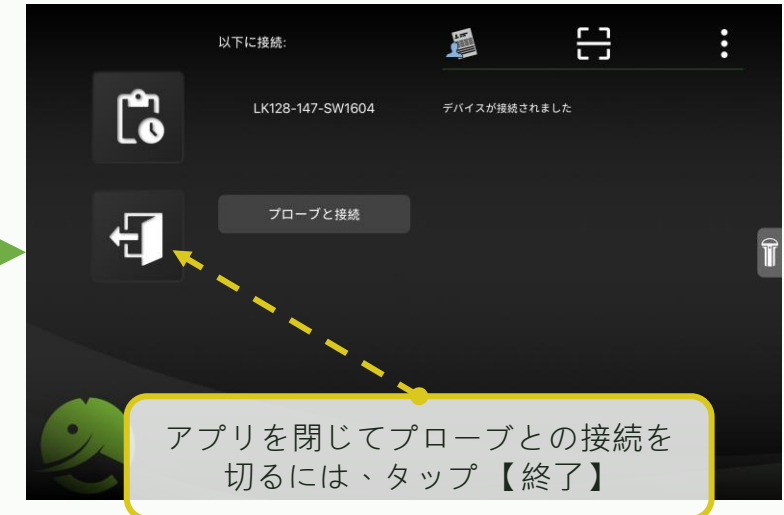 以下に接続:
LK128-147-SW1604
デバイスが接続されました
プローブと接続
アプリを閉じてプローブとの接続を
切るには、タップ【終了】